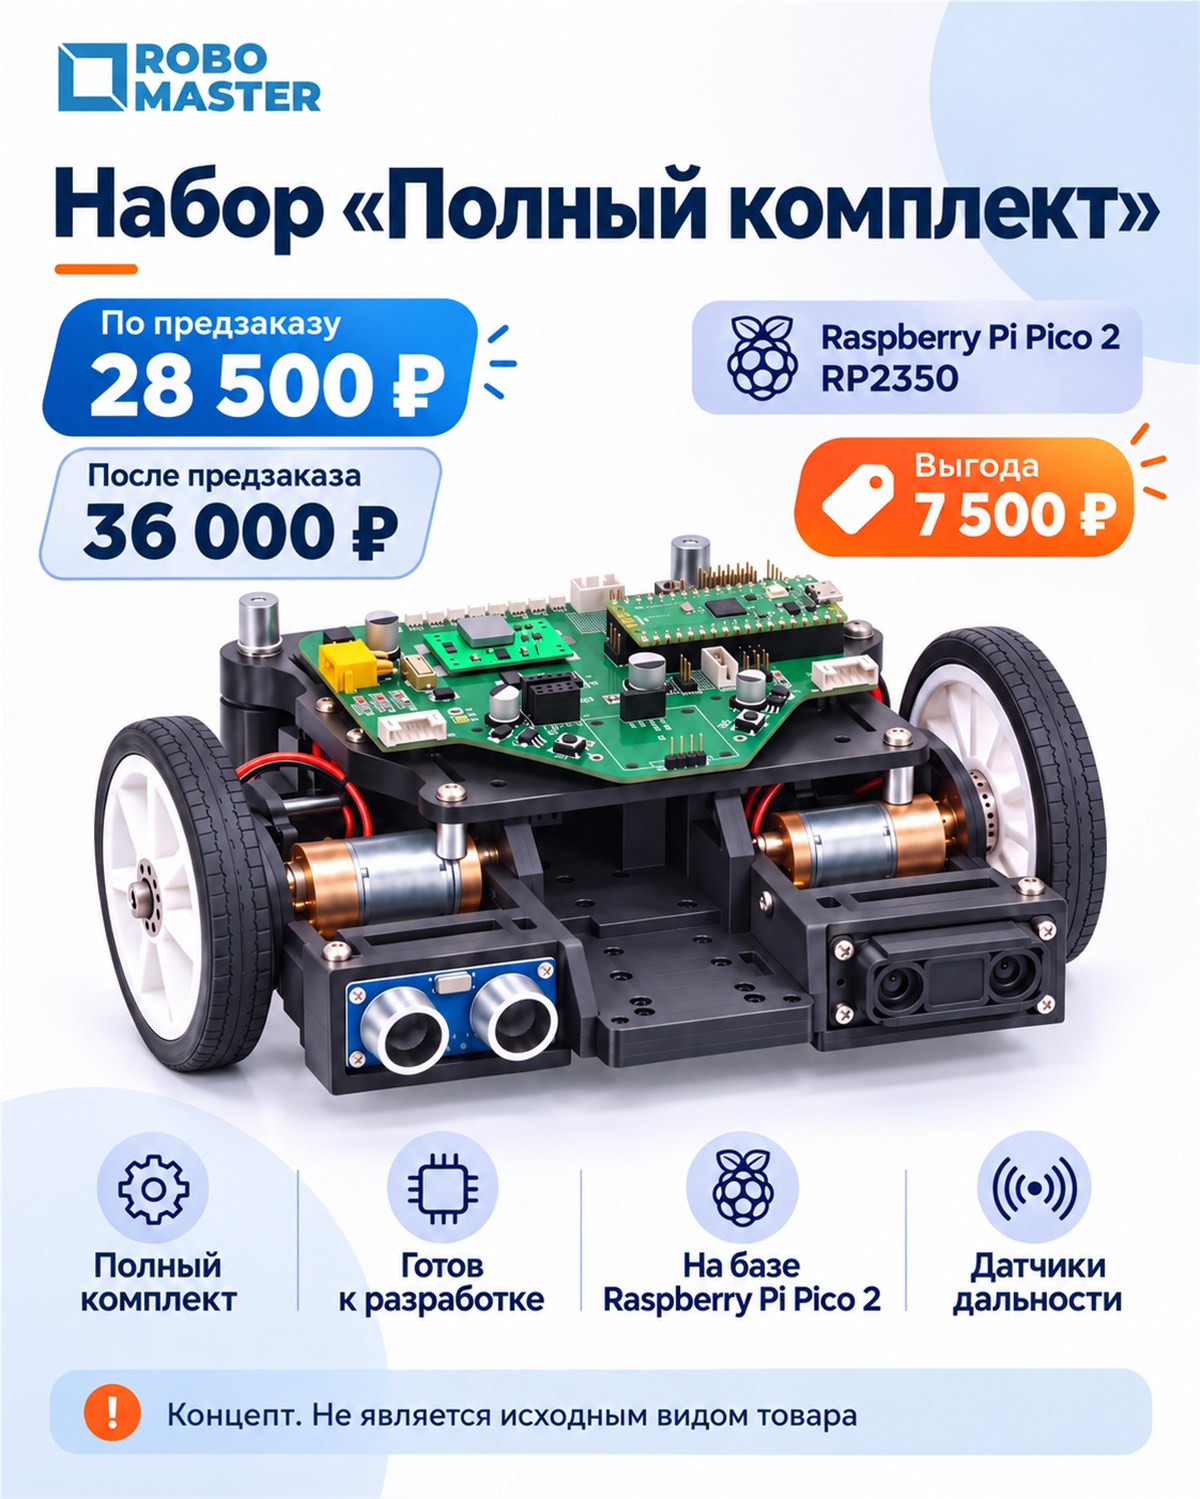 ROBO
MASTER
Набор «Полный комплект»
По предзаказу
28 500 ₽
Raspberry Pi Pico 2
RP2350
Выгода
7 500 ₽
После предзаказа
36 000 ₽
Полный
комплект
Готов
к разработке
На базе
Raspberry Pi Pico 2
Датчики
дальности
! Концепт. Не является исходным видом товара